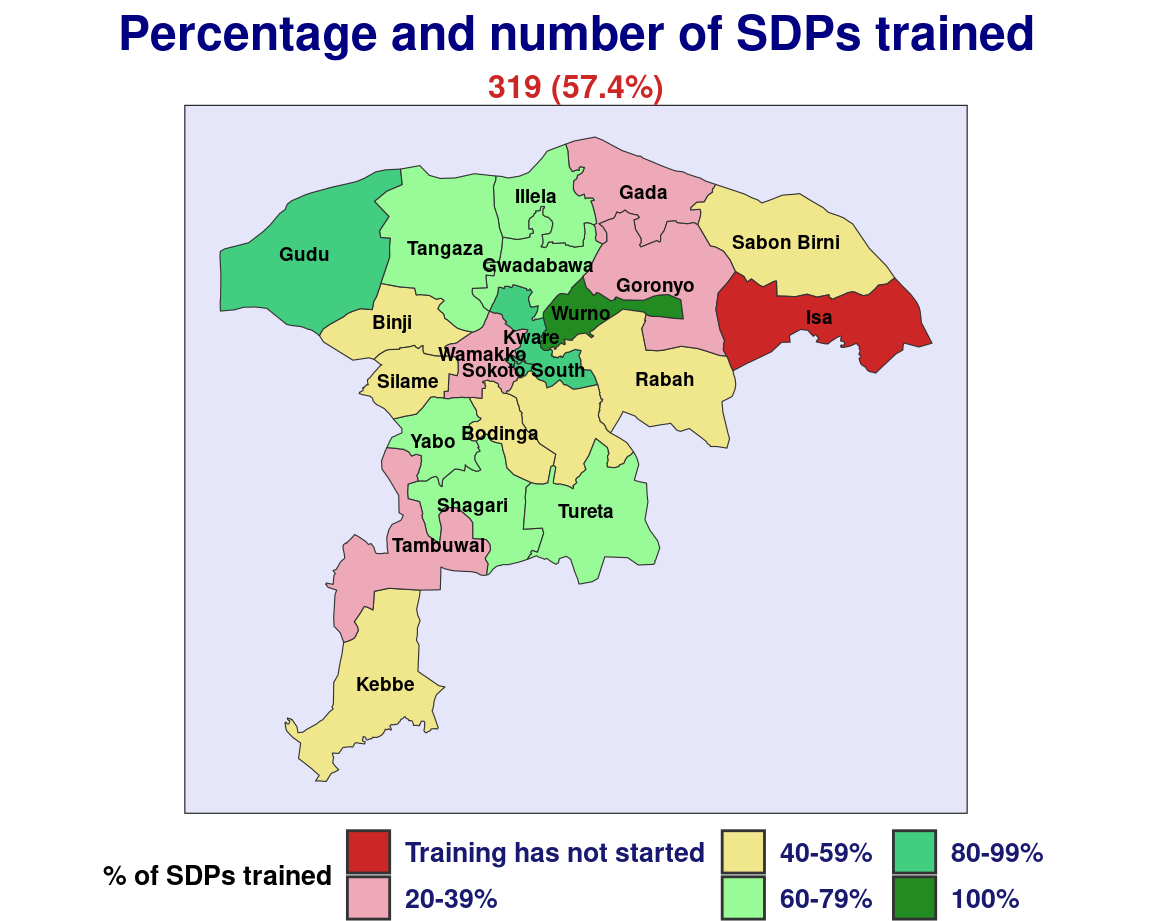 Percentage and number of SDPs trained
319 (57.4%)
Illela
Gada
Sabon Birni
Gudu
Tangaza
Gwadabawa
Goronyo
Binji
Wurno
Isa
Kware
Wamakko
Sokoto South
Silame
Rabah
Yabo
Bodinga
Shagari
Tureta
Tambuwal
Kebbe
% of SDPs trained
Training has not started
20-39%
40-59%
60-79%
80-99%
100%